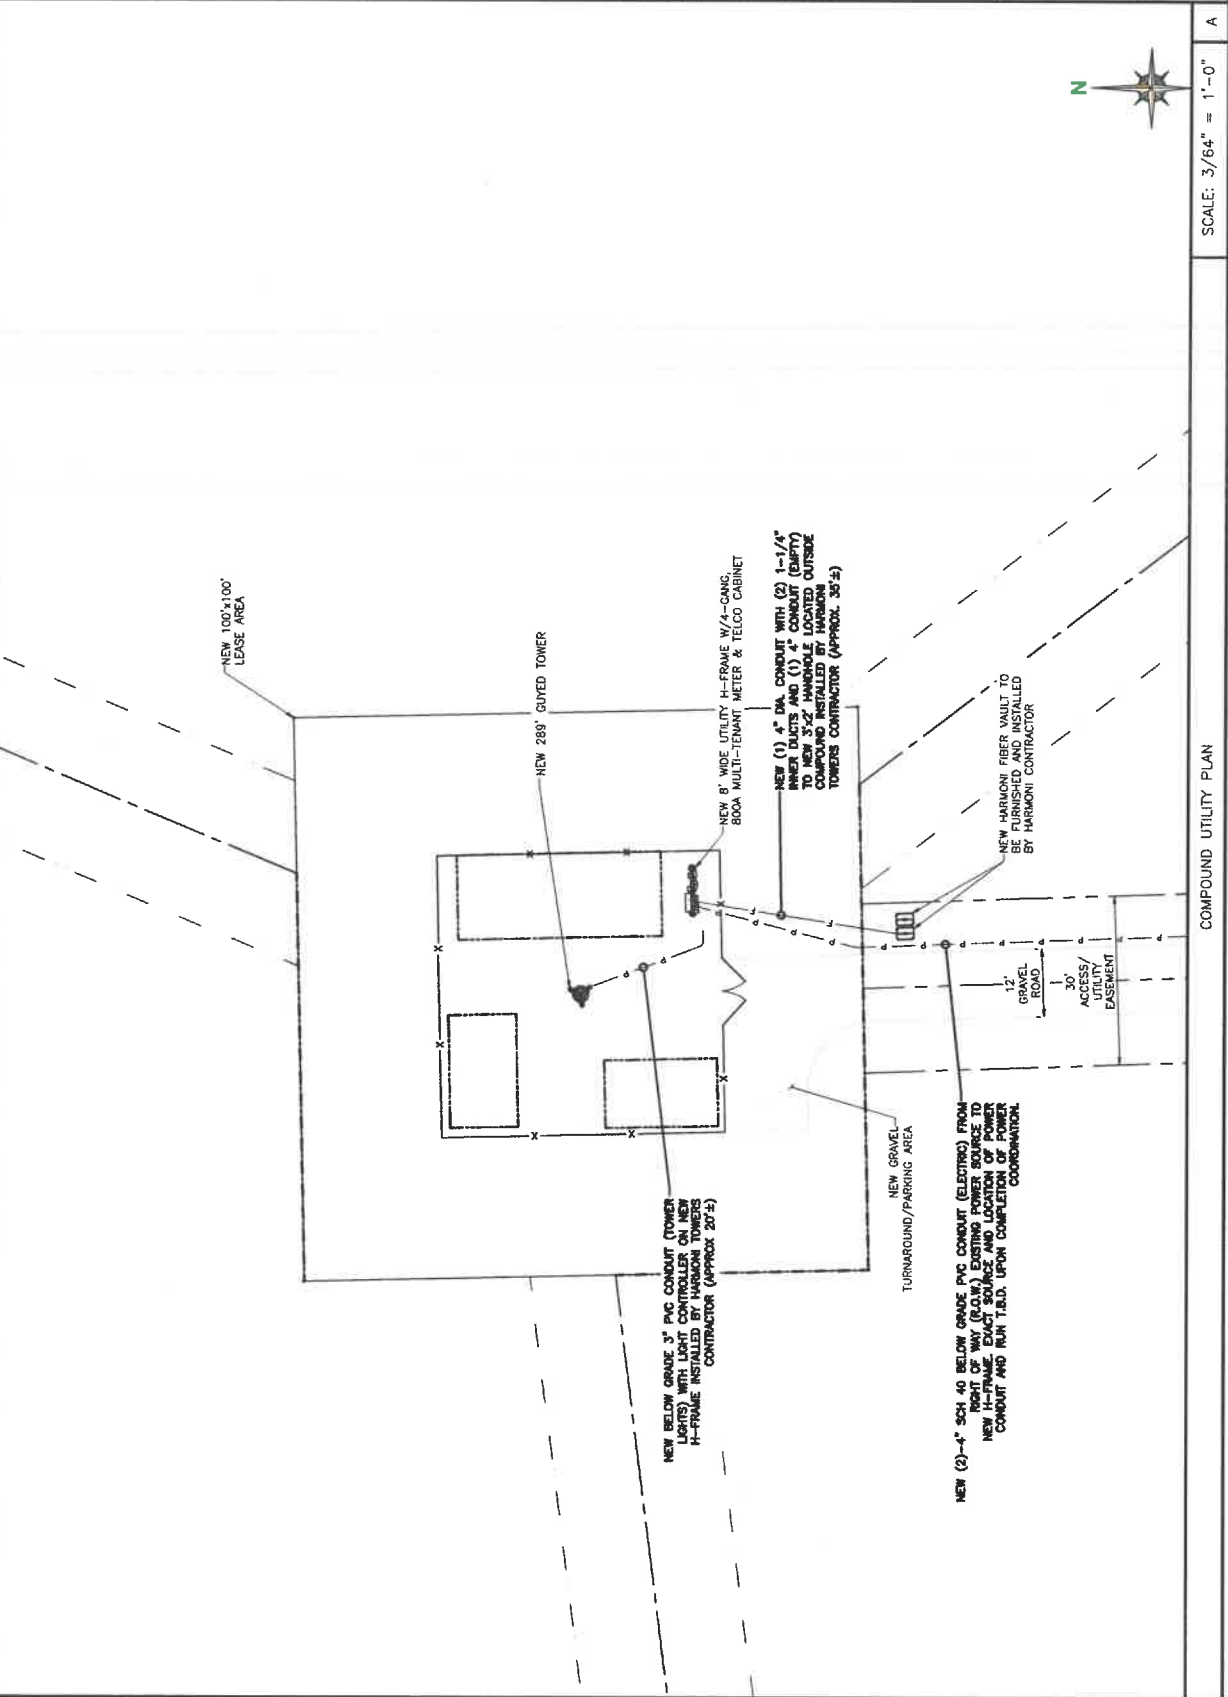 NEW 100'x100'
LEASE AREA
NEW 289' GUYED TOWER
NEW 8' WIDE UTILITY H-FRAME W/4-GANG,
800A MULTI-TENANT METER & TELCO CABINET
NEW (1) 4" DIA. CONDUIT WITH (2) 1-1/4"
INNER DUCTS AND (1) 4" CONDUIT (EMPTY)
TO NEW 3'x2' HANDHOLE LOCATED OUTSIDE
COMPOUND INSTALLED BY HARMONI
TOWERS CONTRACTOR (APPROX. 35'±)
NEW HARMONI FIBER VAULT TO
BE FURNISHED AND INSTALLED
BY HARMONI CONTRACTOR
12'
GRAVEL
ROAD
30'
ACCESS/
UTILITY
EASEMENT
NEW BELOW GRADE 3" PVC CONDUIT (TOWER
LIGHTS) WITH LIGHT CONTROLLER ON NEW
H-FRAME INSTALLED BY HARMONI TOWERS
CONTRACTOR (APPROX 20'±)
NEW GRAVEL
TURNAROUND/PARKING AREA
NEW (2)-4" SCH 40 BELOW GRADE PVC CONDUIT (ELECTRIC) FROM
RIGHT OF WAY (R.O.W.) EXISTING POWER SOURCE TO
NEW H-FRAME. EXACT SOURCE AND LOCATION OF POWER
CONDUIT AND RUN T.B.D. UPON COMPLETION OF POWER
COORDINATION.
N
COMPOUND UTILITY PLAN
SCALE: 3/64" = 1'-0"
A